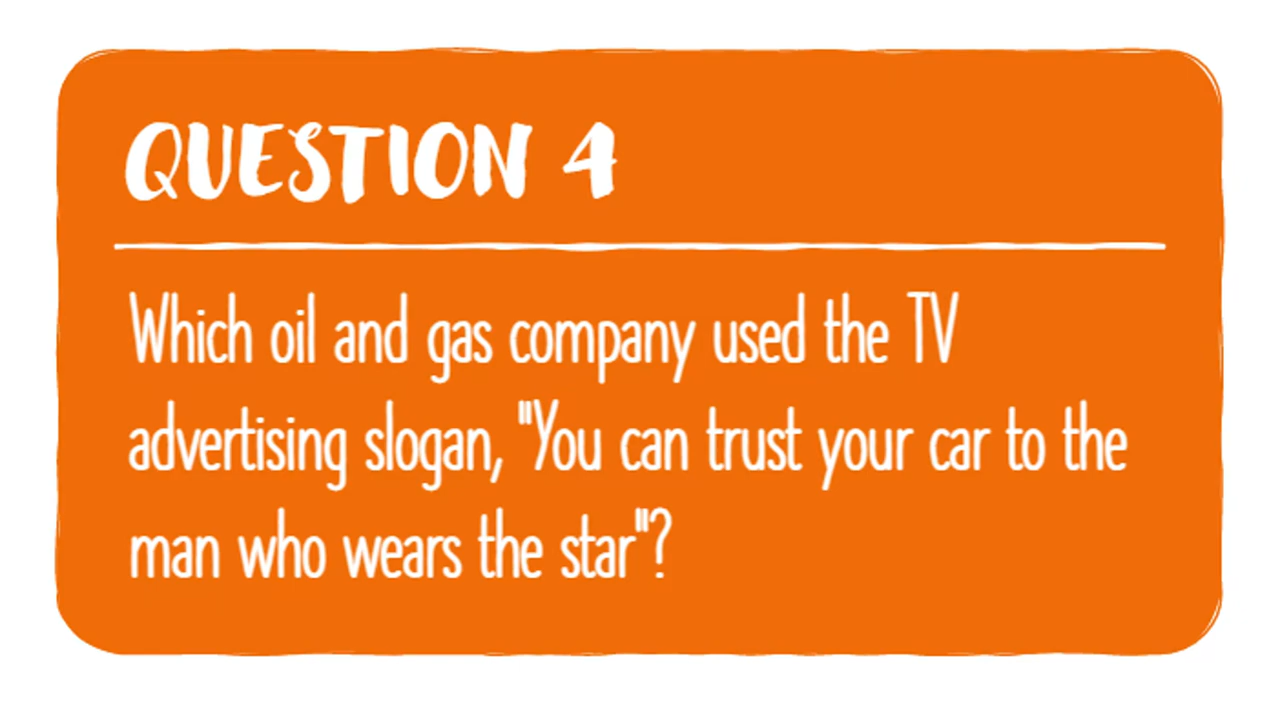 QUESTION 4
Which oil and gas company used the TV
advertising slogan, "You can trust your car to the
man who wears the star"?